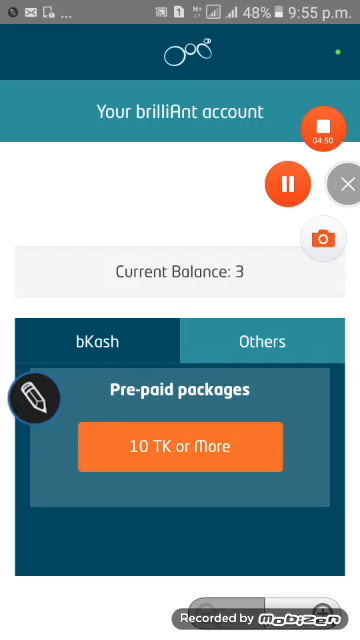 48% 9:55 p.m.
Your brilliAnt account
04:50
Current Balance: 3
bKash
Others
Pre-paid packages
10 TK or More
Recorded by mobizen